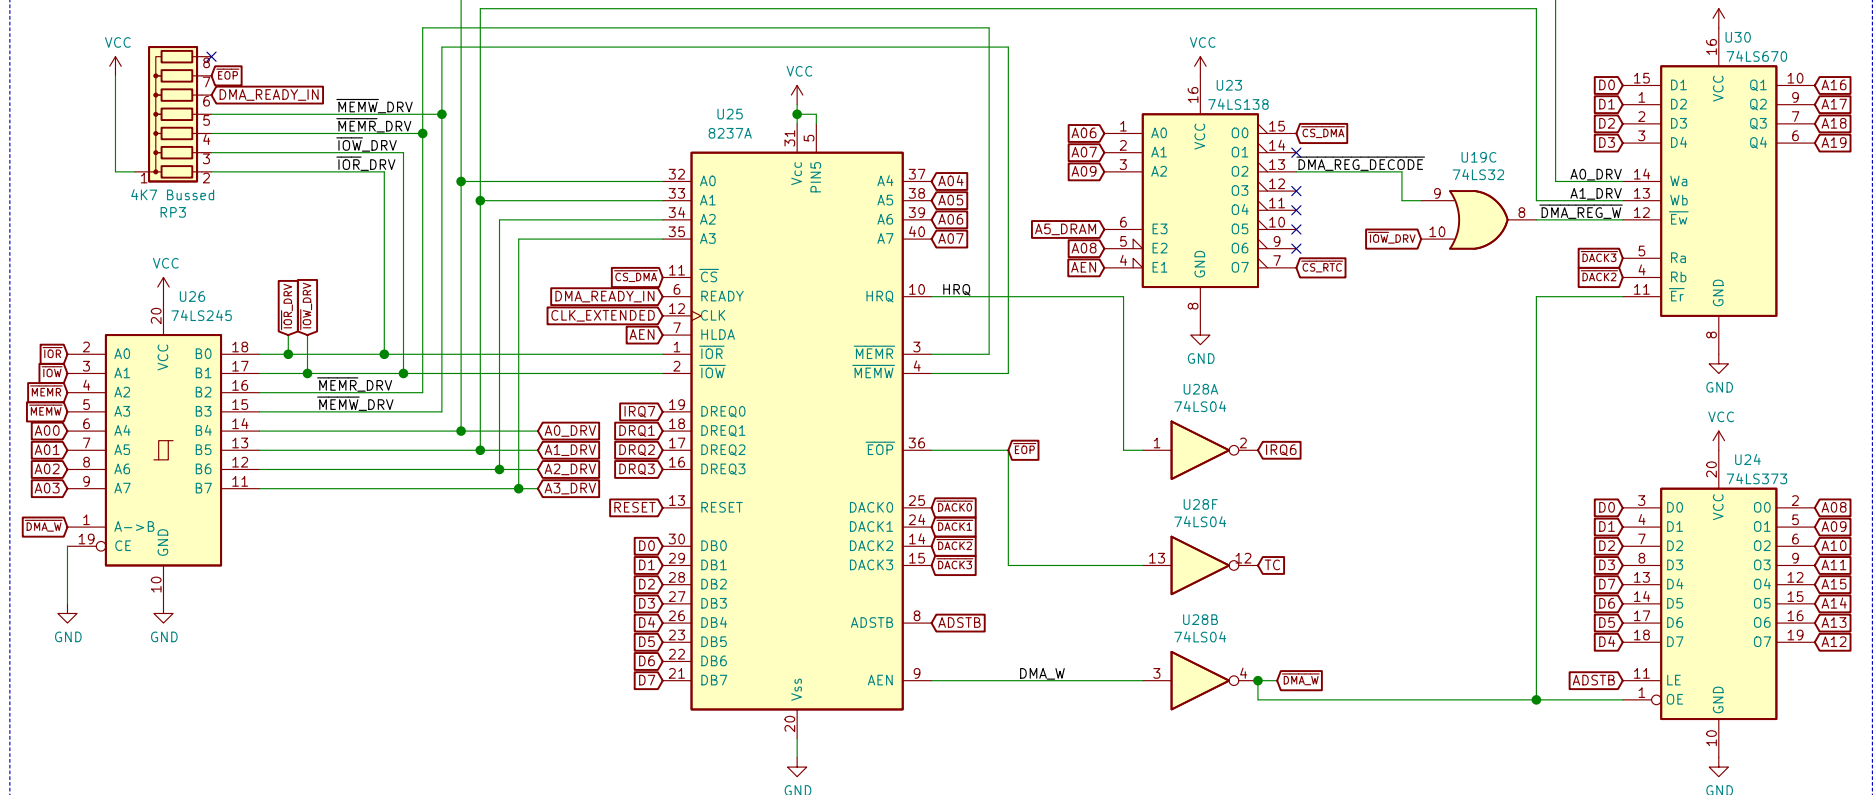 VCC
8
EOP
7
DMA_READY_IN
6
5
MEMW_DRV
4
MEMR_DRV
3
IOW_DRV
1
2
IOR_DRV
4K7 Bussed
RP3
VCC
U26
74LS245
20
VCC
IOR_DRV
IOW_DRV
IOR 2 A0 B0 18
IOW 3 A1 B1 17
MEMR 4 A2 B2 16 MEMR_DRV
MEMW 5 A3 B3 15 MEMW_DRV
A00 6 A4 B4 14 A0_DRV
A01 7 A5 B5 13 A1_DRV
A02 8 A6 B6 12 A2_DRV
A03 9 A7 B7 11 A3_DRV
DMA_W 1 A->B
19 CE
GND
10
GND
GND
VCC
U25
8237A
31 5
Vcc PIN5
32 A0 A4 37 A04
33 A1 A5 38 A05
34 A2 A6 39 A06
35 A3 A7 40 A07
CS_DMA 11 CS
DMA_READY_IN 6 READY HRQ 10 HRQ
CLK_EXTENDED 12 CLK
AEN 7 HLDA
1 IOR MEMR 3
2 IOW MEMW 4
IRQ7 19 DREQ0
DRQ1 18 DREQ1
DRQ2 17 DREQ2 EOP 36 EOP
DRQ3 16 DREQ3
RESET 13 RESET DACK0 25 DACK0
DACK1 24 DACK1
D0 30 DB0 DACK2 14 DACK2
D1 29 DB1 DACK3 15 DACK3
D2 28 DB2
D3 27 DB3
D4 26 DB4 ADSTB 8 ADSTB
D5 23 DB5
D6 22 DB6
D7 21 DB7 AEN 9 DMA_W
Vss
20
GND
VCC
U23
74LS138
16
VCC
A06 1 A0 O0 15 CS_DMA
A07 2 A1 O1 14
A09 3 A2 O2 13 DMA_REG_DECODE
O3 12
O4 11
A5_DRAM 6 E3 O5 10
A08 5 E2 O6 9
AEN 4 E1 O7 7 CS_RTC
GND
8
GND
U19C
74LS32
9
8
DMA_REG_W
IOW_DRV 10
U28A
74LS04
1 2 IRQ6
U28F
74LS04
13 12 TC
U28B
74LS04
3 4 DMA_W
U30
74LS670
16
VCC
D0 15 D1 Q1 10 A16
D1 1 D2 Q2 9 A17
D2 2 D3 Q3 7 A18
D3 3 D4 Q4 6 A19
A0_DRV 14 Wa
A1_DRV 13 Wb
12 Ew
DACK3 5 Ra
DACK2 4 Rb
11 Er
GND
8
GND
VCC
U24
74LS373
20
VCC
D0 3 D0 O0 2 A08
D1 4 D1 O1 5 A09
D2 7 D2 O2 6 A10
D3 8 D3 O3 9 A11
D7 13 D4 O4 12 A15
D6 14 D5 O5 15 A14
D5 17 D6 O6 16 A13
D4 18 D7 O7 19 A12
ADSTB 11 LE
1 OE
GND
10
GND